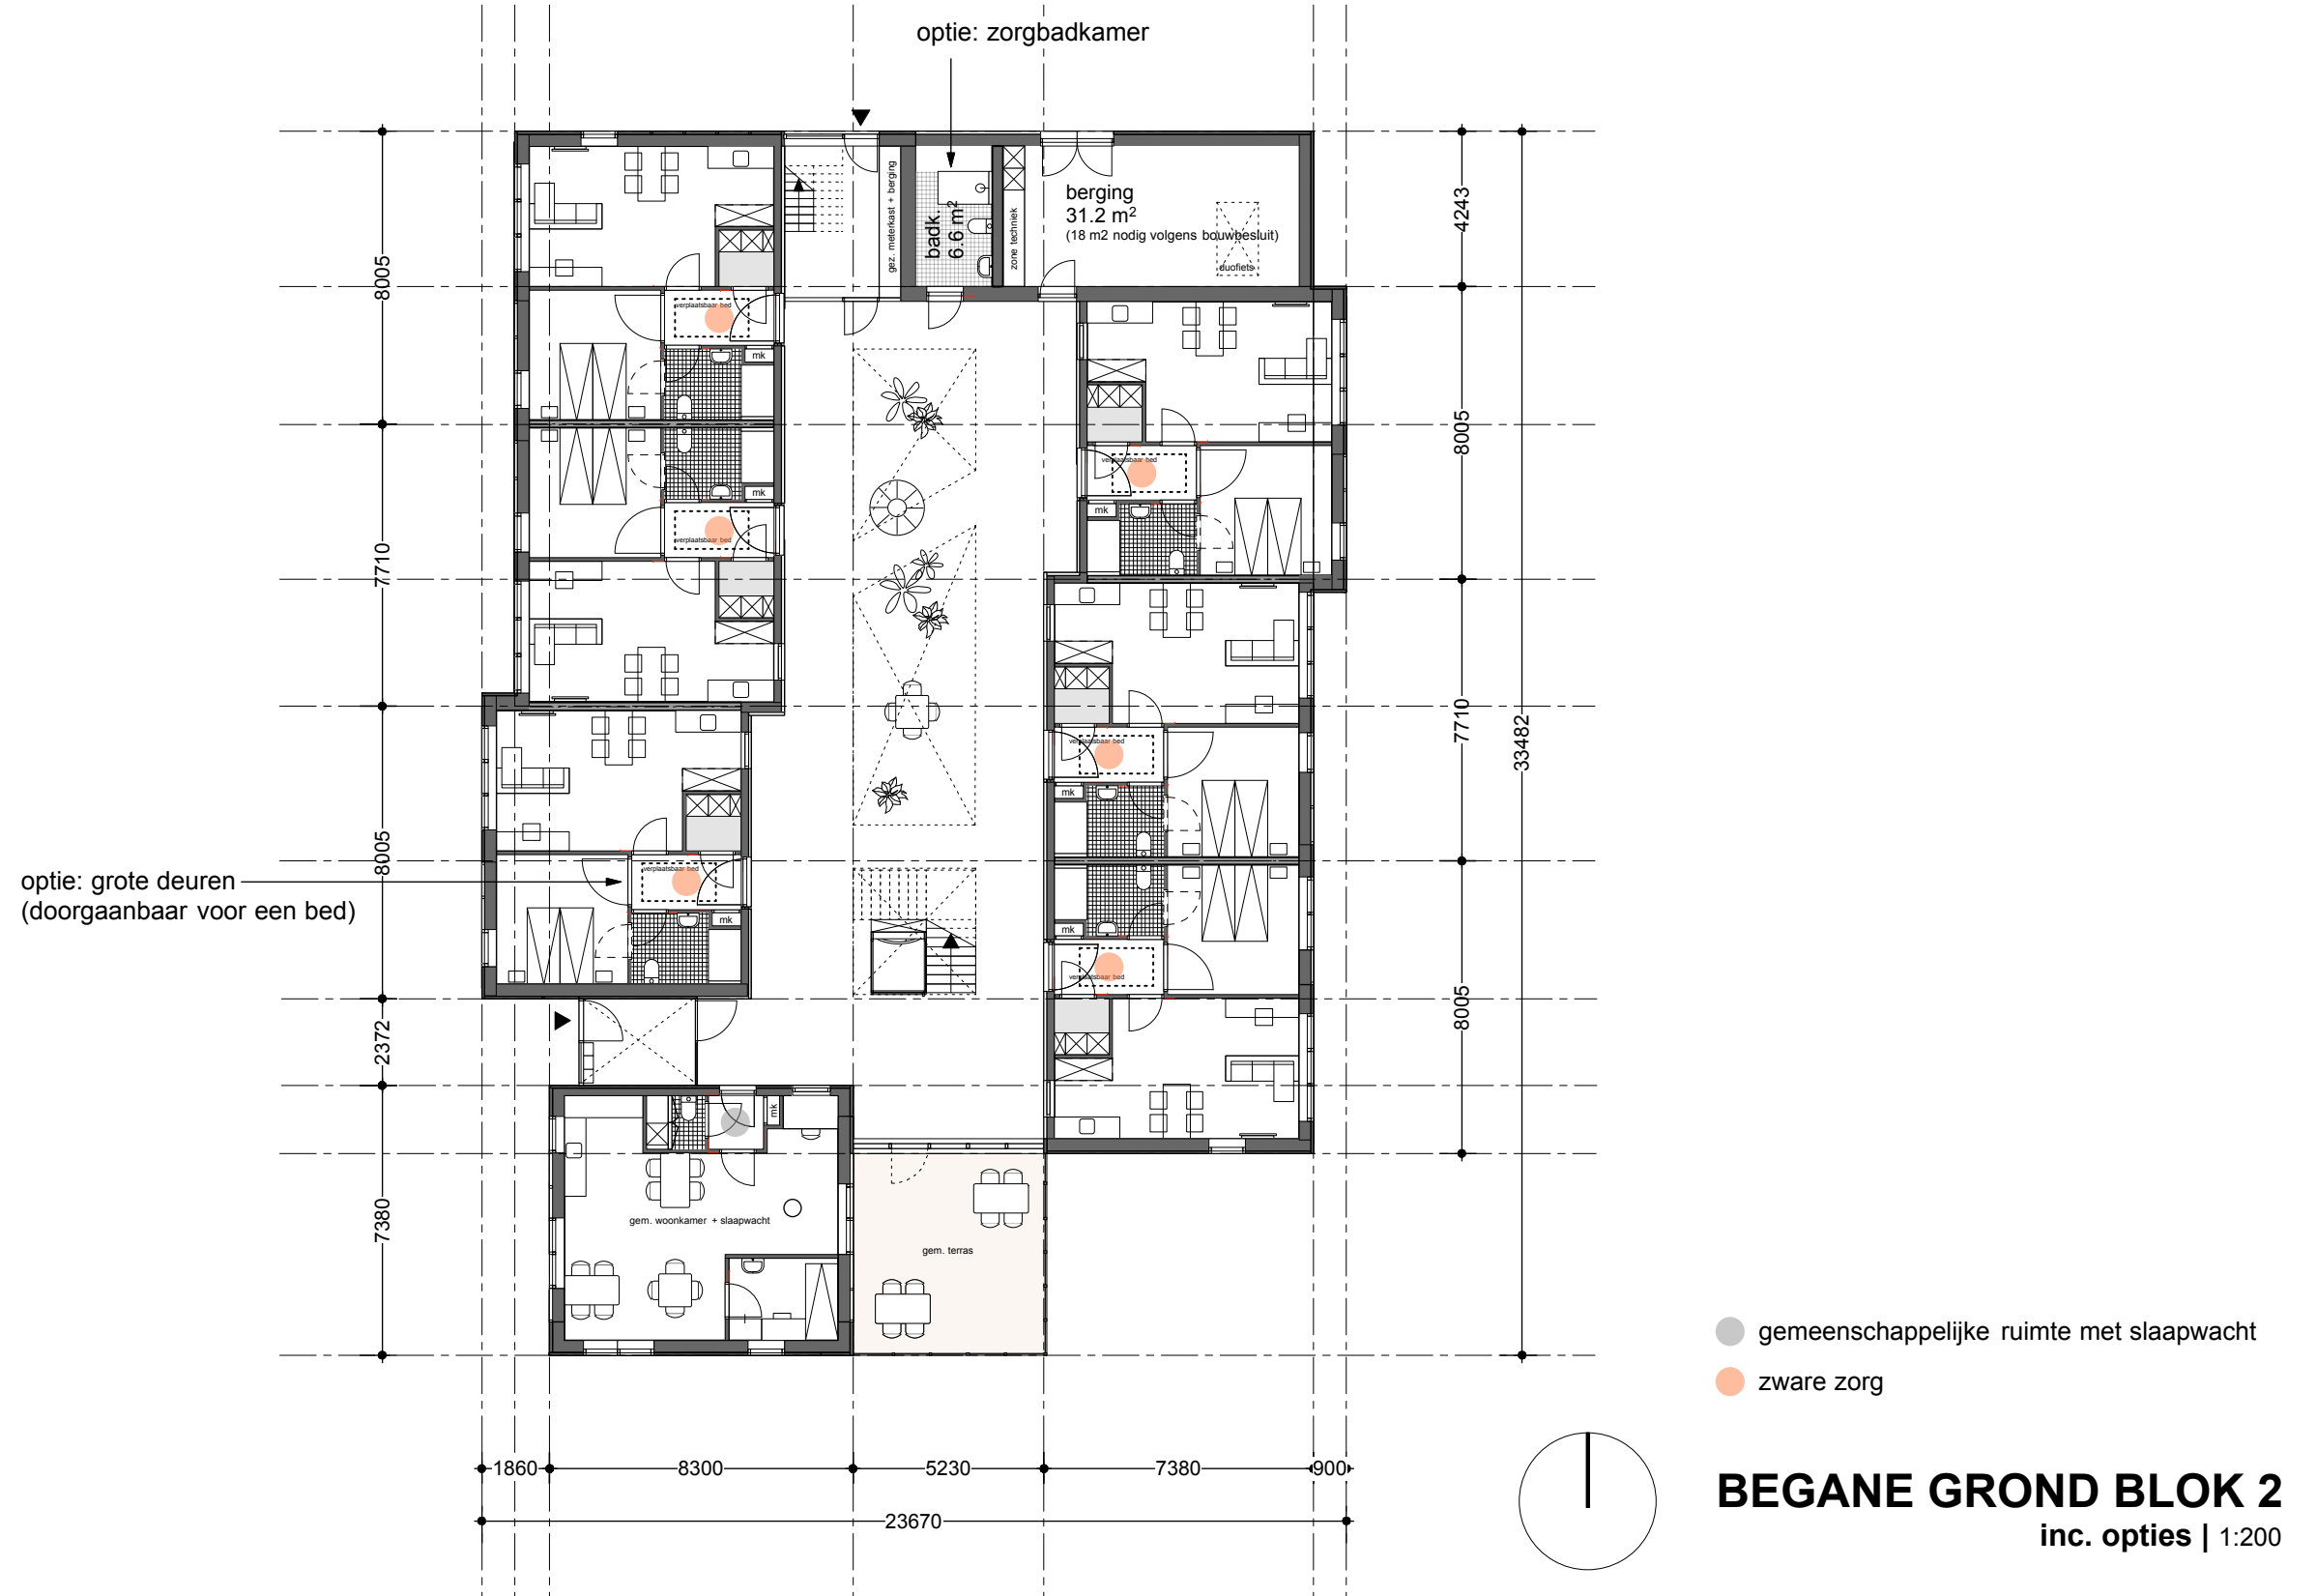 optie: zorgbadkamer
gez. meterkast + berging
badk.
6.6 m²
zone techniek
berging
31.2 m²
(18 m2 nodig volgens bouwbesluit)
duofiets
4243
8005
8005
verplaatsbaar bed
mk
mk
verplaatsbaar bed
verplaatsbaar bed
mk
7710
7710
33482
verplaatsbaar bed
mk
8005
verplaatsbaar bed
mk
optie: grote deuren
(doorgaanbaar voor een bed)
mk
verplaatsbaar bed
8005
2372
mk
7380
gem. woonkamer + slaapwacht
gem. terras
gemeenschappelijke ruimte met slaapwacht
zware zorg
1860
8300
5230
7380
900
23670
BEGANE GROND BLOK 2
inc. opties | 1:200